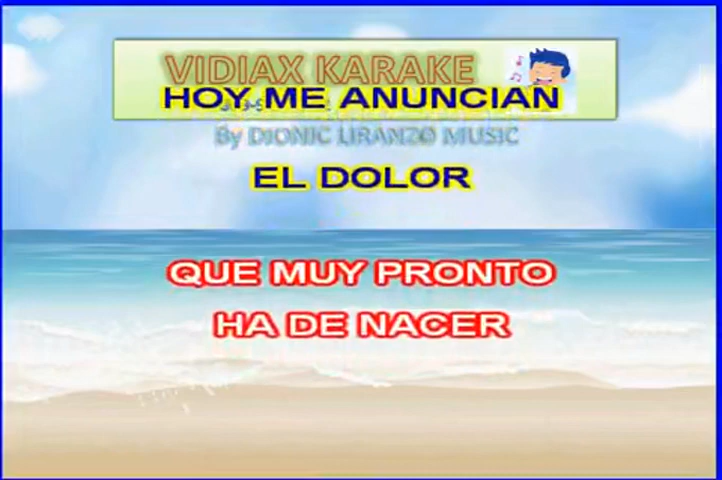 VIDIAX KARAKE
HOY ME ANUNCIAN
By DIONIC LIRANZO MUSIC
EL DOLOR
QUE MUY PRONTO
HA DE NACER